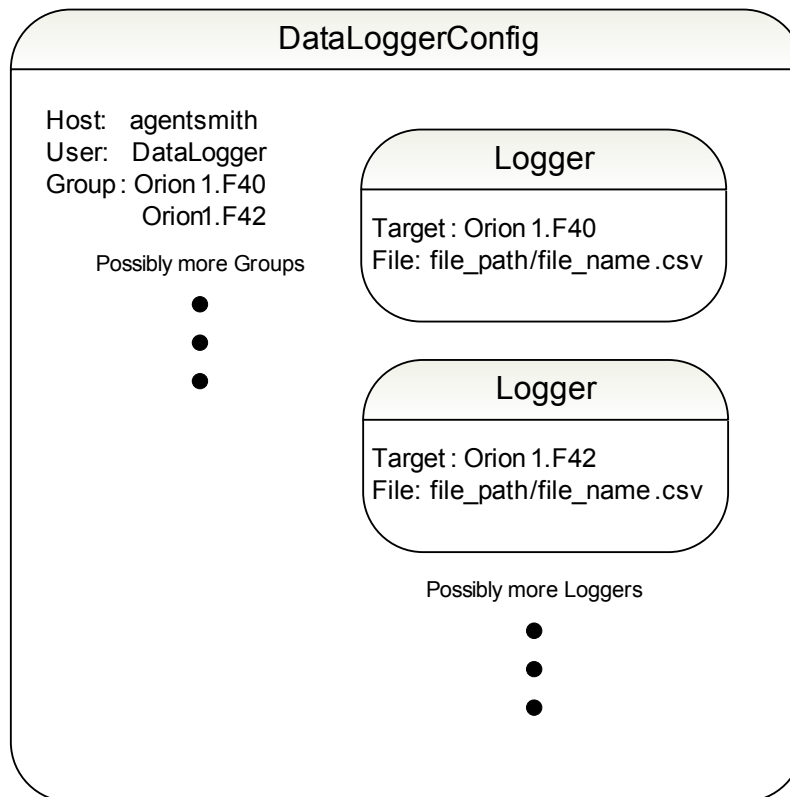 DataLoggerConfig
Host: agentsmith
User: DataLogger
Group : Orion 1.F40
Orion1.F42
Possibly more Groups
Logger
Target : Orion 1.F40
File: file_path/file_name .csv
Logger
Target : Orion 1.F42
File: file_path/file_name .csv
Possibly more Loggers